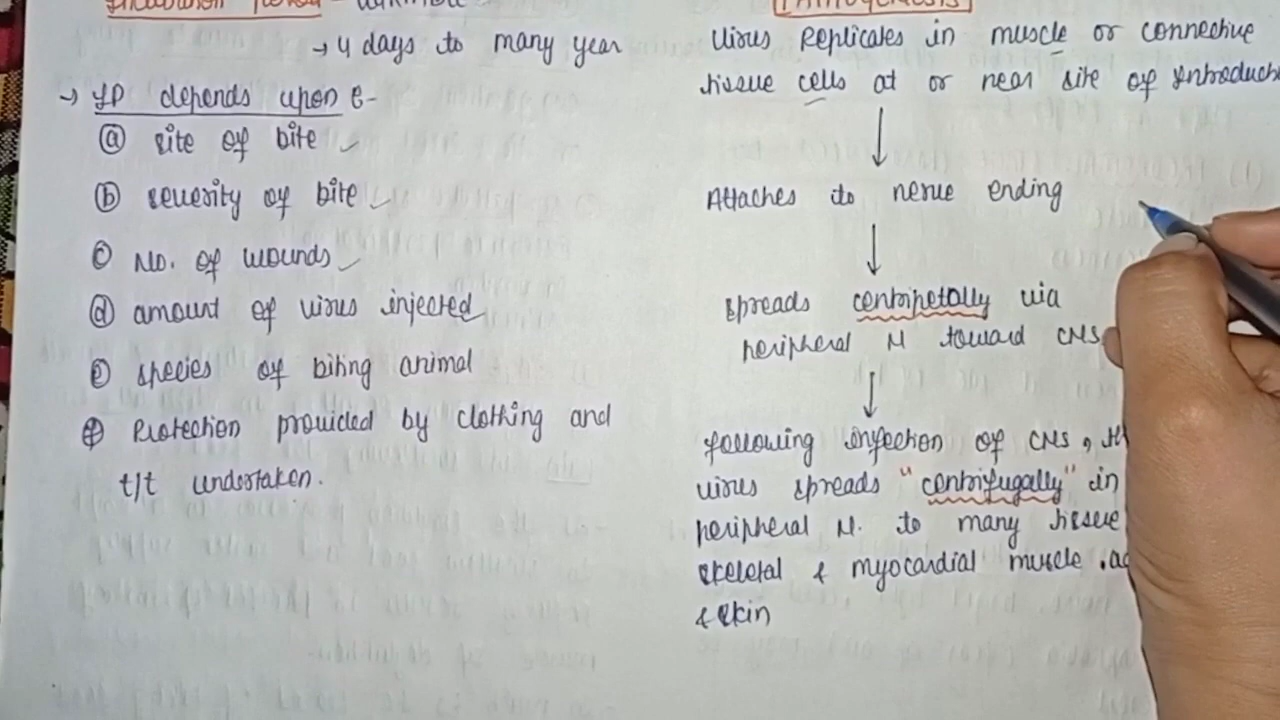 Incubation Period
→ 4 days to many year
→ IP depends upon :-
ⓐ site of bite
ⓑ severity of bite
ⓒ No. of wounds
ⓓ amount of virus injected
ⓔ species of biting animal
ⓕ Protection provided by clothing and
t/t undertaken.
Pathogenesis
Virus Replicates in muscle or connective
tissue cells at or near site of
↓
Attaches to nerve ending
↓
spreads centripetally via
peripheral N toward CNS
↓
following infection of CNS,
virus spreads "centrifugally" in
peripheral N. to many tissue
skeletal & myocardial muscle.
& skin